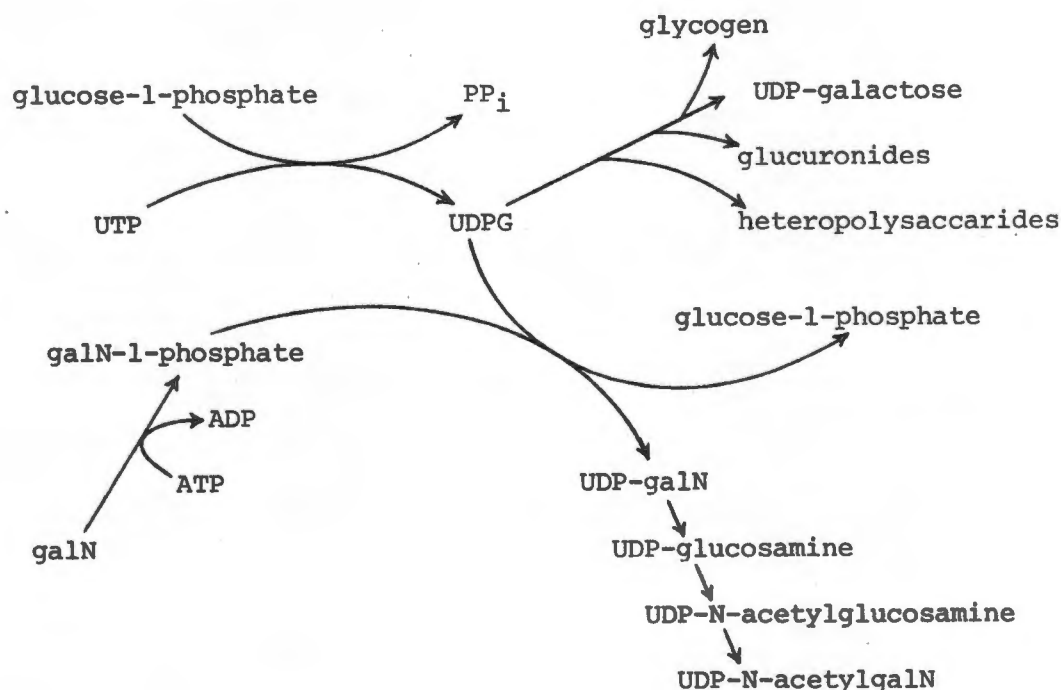 glycogen
glucose-1-phosphate
PPi
UDP-galactose
glucuronides
UTP
UDPG
heteropolysaccarides
glucose-1-phosphate
galN-1-phosphate
ADP
ATP
UDP-galN
galN
UDP-glucosamine
UDP-N-acetylglucosamine
UDP-N-acetylgalN